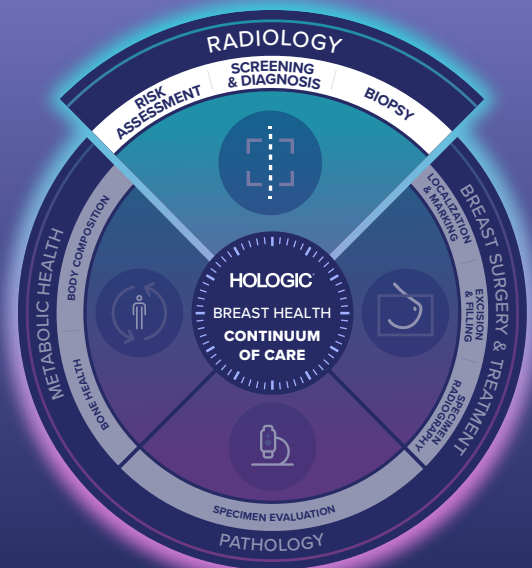 RADIOLOGY
RISK
ASSESSMENT
SCREENING
& DIAGNOSIS
BIOPSY
BREAST SURGERY & TREATMENT
LOCALIZATION
& MARKING
EXCISION
& FILLING
SPECIMEN
RADIOGRAPHY
PATHOLOGY
SPECIMEN EVALUATION
METABOLIC HEALTH
BODY COMPOSITION
BONE HEALTH
HOLOGIC®
BREAST HEALTH
CONTINUUM
OF CARE